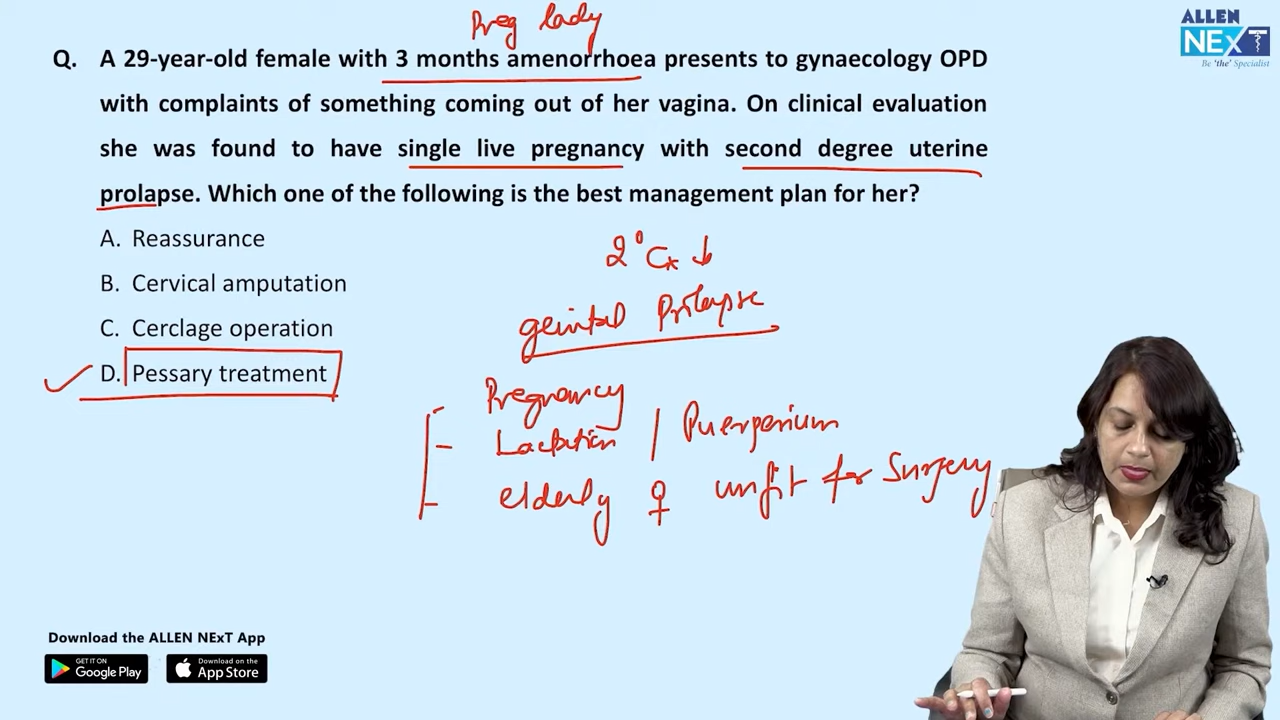 Preg lady
ALLEN
NEXT
Be 'the' Specialist
Q. A 29-year-old female with 3 months amenorrhoea presents to gynaecology OPD
with complaints of something coming out of her vagina. On clinical evaluation
she was found to have single live pregnancy with second degree uterine
prolapse. Which one of the following is the best management plan for her?
A. Reassurance
B. Cervical amputation
C. Cerclage operation
D. Pessary treatment
2° Cx ↓
genital Prolapse
Pregnancy
Lactation / Puerperium
elderly ♀ unfit for Surgery
Download the ALLEN NExT App
GET IT ON
Google Play
Download on the
App Store